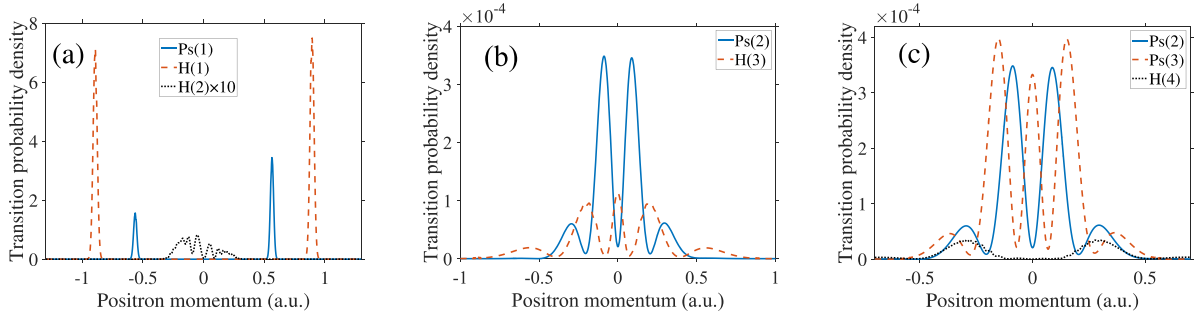 (a)
Transition probability density
8
6
4
2
0
Ps(1)
H(1)
H(2)×10
-1 -0.5 0 0.5 1
Positron momentum (a.u.)
(b)
×10⁻⁴
Transition probability density
4
3
2
1
0
Ps(2)
H(3)
-1 -0.5 0 0.5 1
Positron momentum (a.u.)
(c)
×10⁻⁴
Transition probability density
4
3
2
1
0
Ps(2)
Ps(3)
H(4)
-0.5 0 0.5
Positron momentum (a.u.)